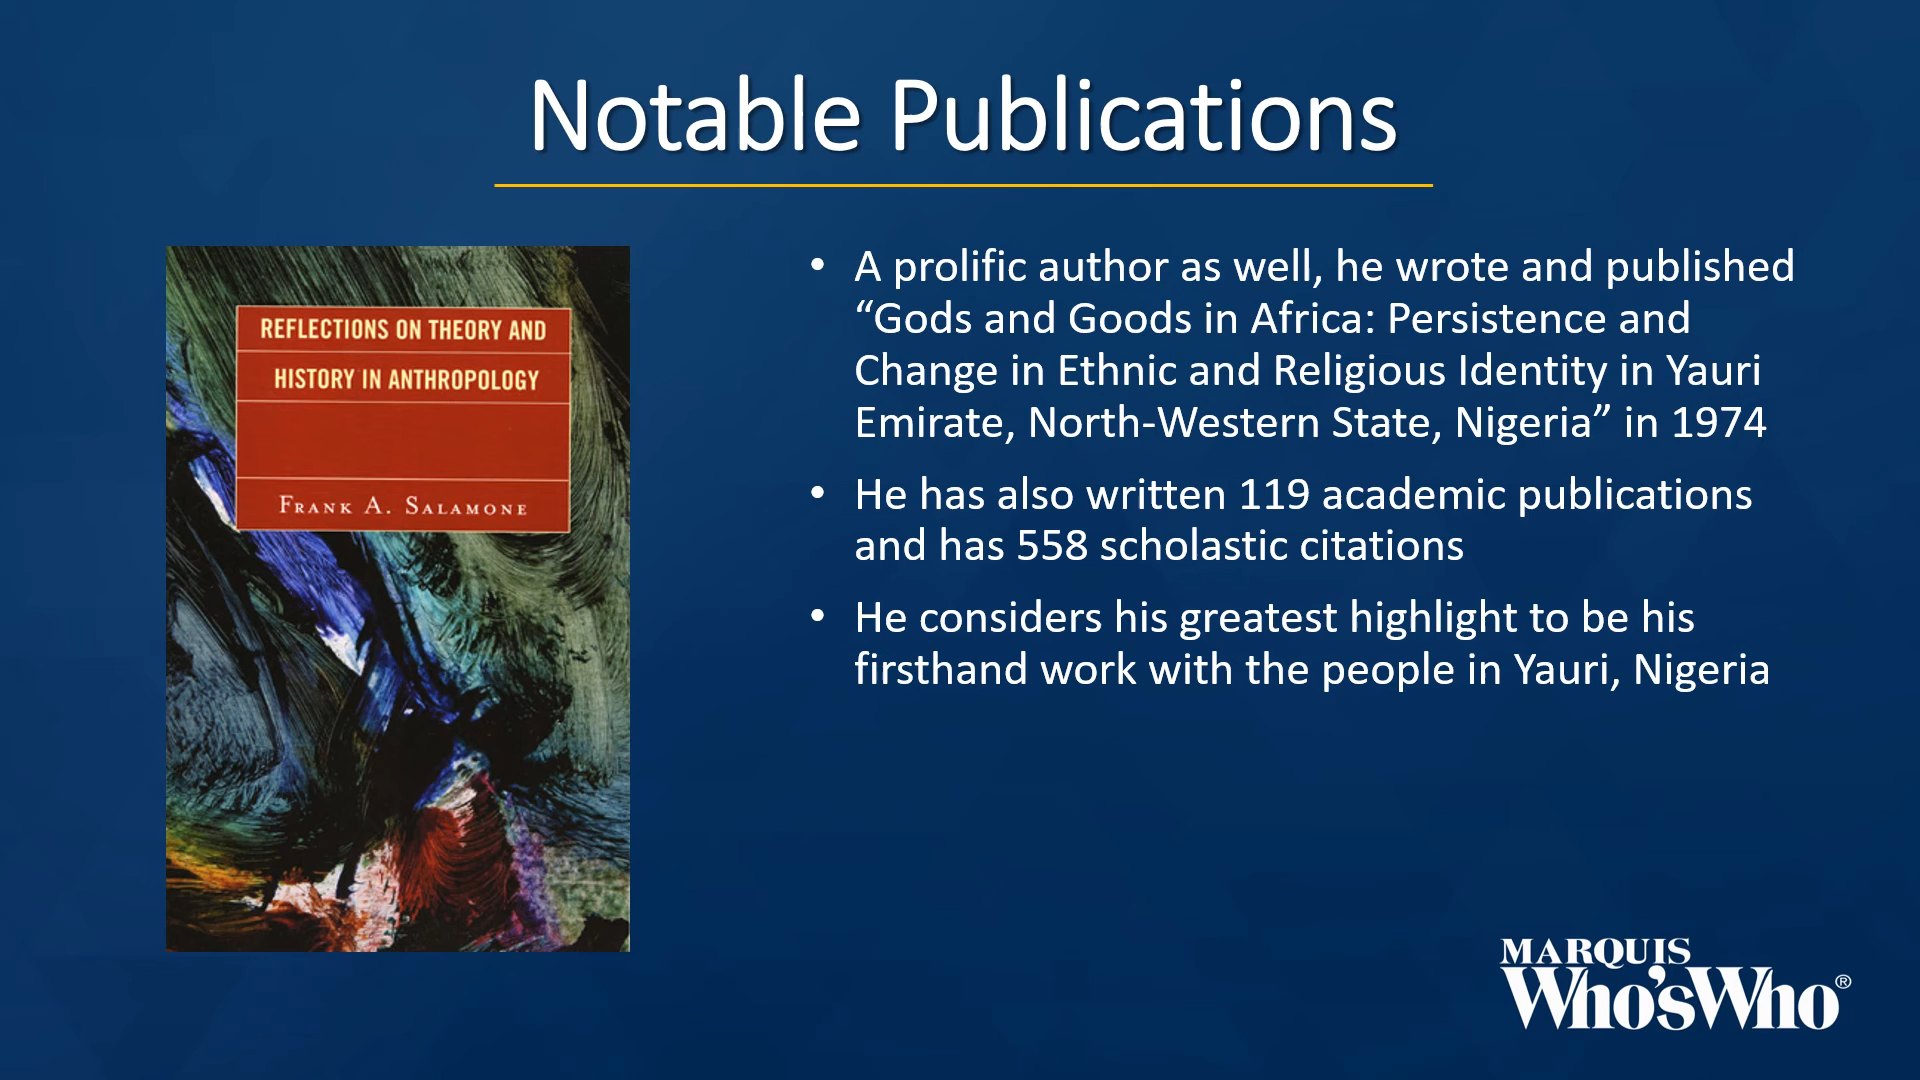 Notable Publications
REFLECTIONS ON THEORY AND
HISTORY IN ANTHROPOLOGY
FRANK A. SALAMONE
• A prolific author as well, he wrote and published
“Gods and Goods in Africa: Persistence and
Change in Ethnic and Religious Identity in Yauri
Emirate, North-Western State, Nigeria” in 1974
• He has also written 119 academic publications
and has 558 scholastic citations
• He considers his greatest highlight to be his
firsthand work with the people in Yauri, Nigeria
MARQUIS
Who’sWho®